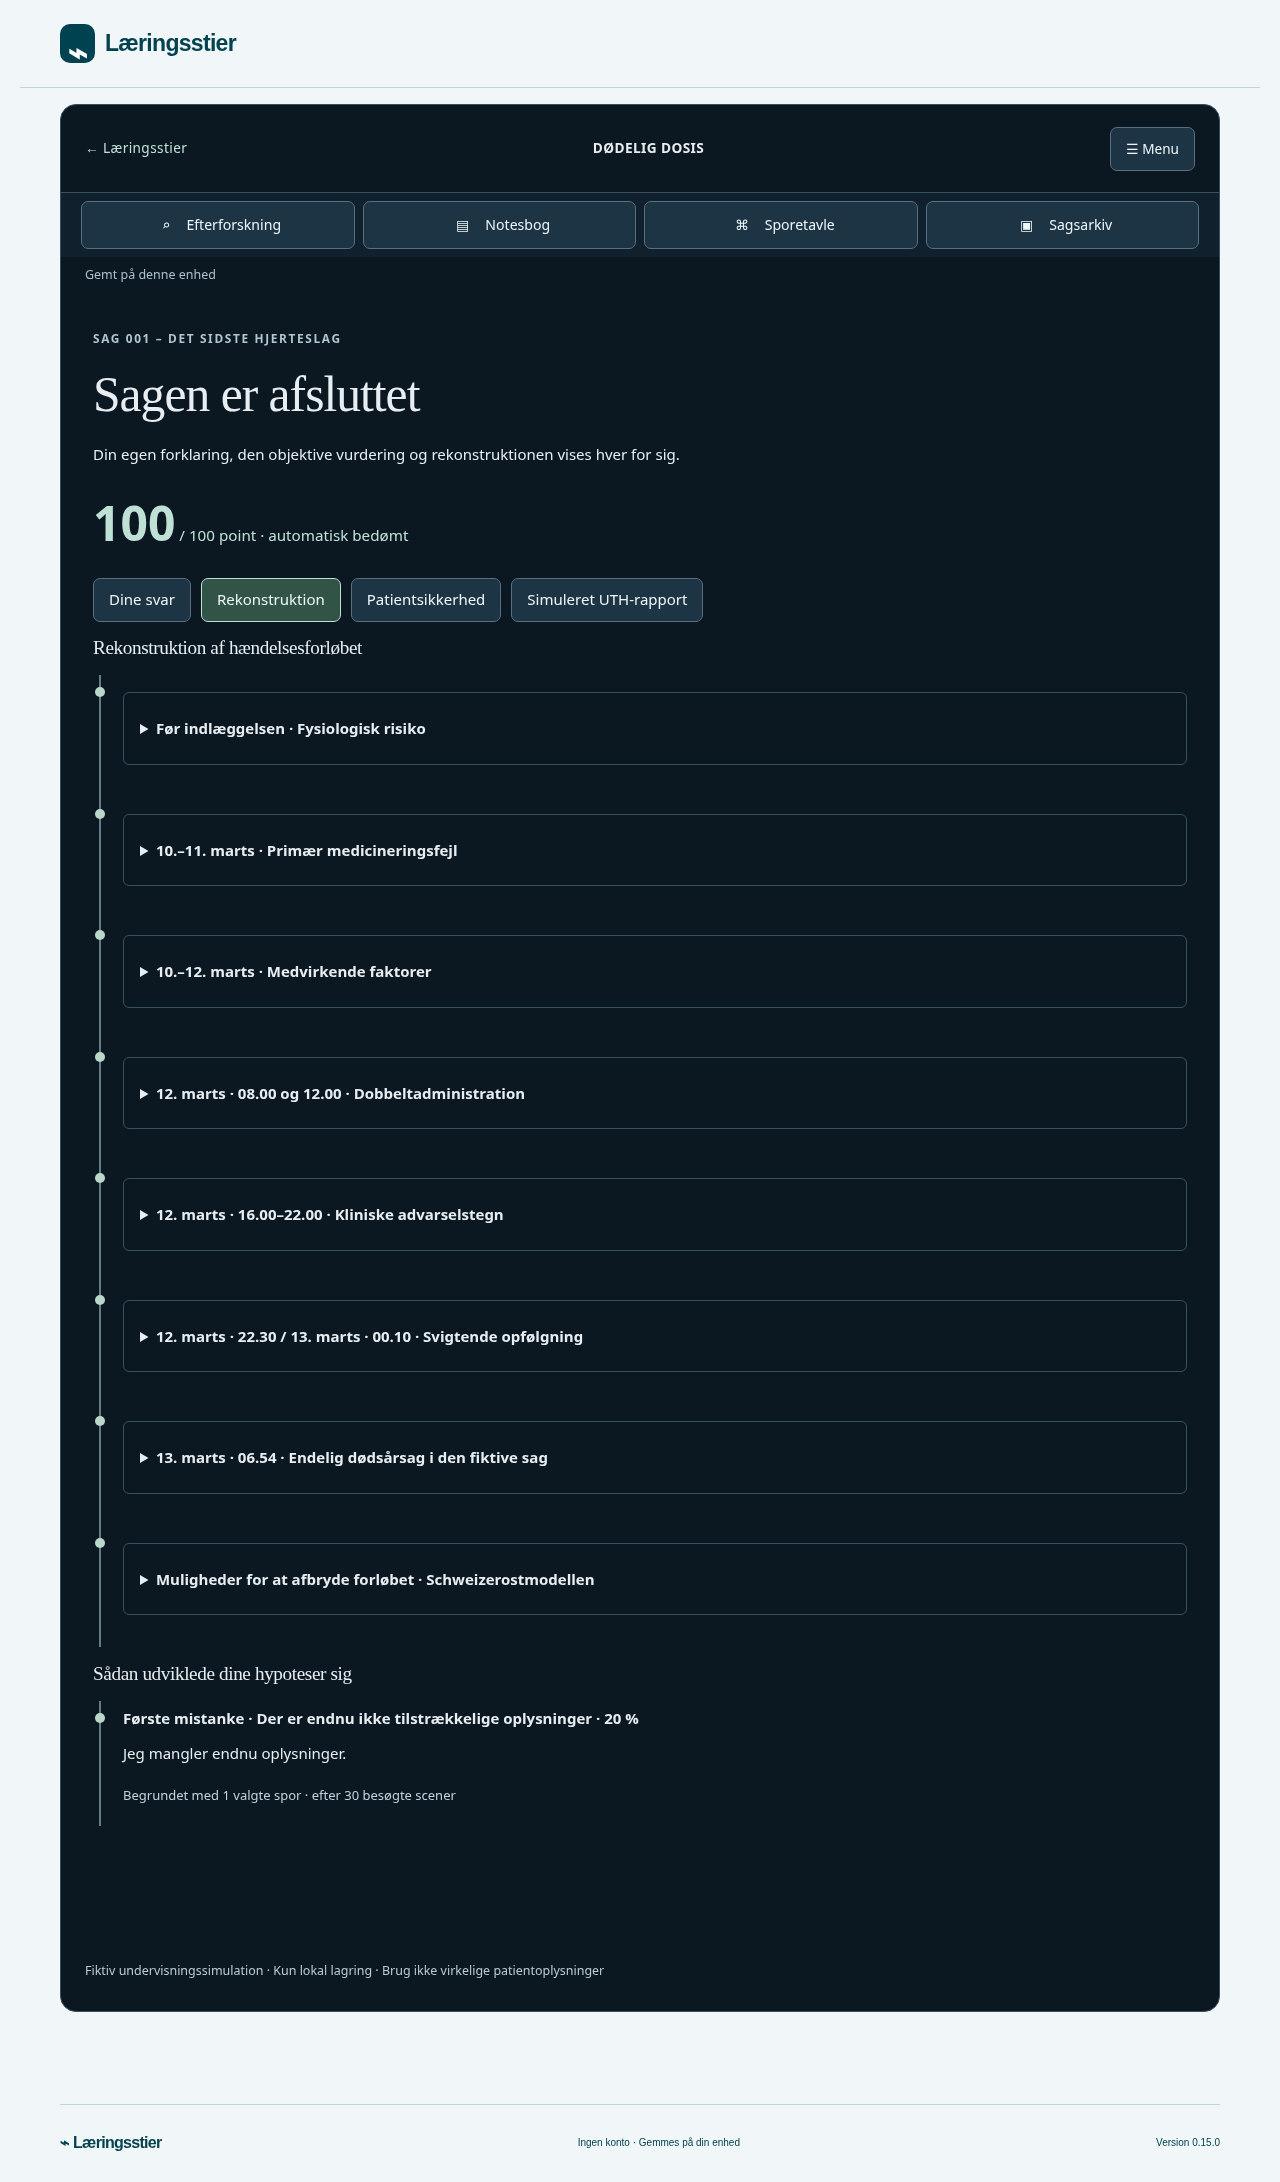 Læringsstier
← Læringsstier
DØDELIG DOSIS
☰ Menu
⌕ Efterforskning
▤ Notesbog
⌘ Sporetavle
▣ Sagsarkiv
Gemt på denne enhed
SAG 001 – DET SIDSTE HJERTESLAG
Sagen er afsluttet
Din egen forklaring, den objektive vurdering og rekonstruktionen vises hver for sig.
100 / 100 point · automatisk bedømt
Dine svar
Rekonstruktion
Patientsikkerhed
Simuleret UTH-rapport
Rekonstruktion af hændelsesforløbet
▶ Før indlæggelsen · Fysiologisk risiko
▶ 10.–11. marts · Primær medicineringsfejl
▶ 10.–12. marts · Medvirkende faktorer
▶ 12. marts · 08.00 og 12.00 · Dobbeltadministration
▶ 12. marts · 16.00–22.00 · Kliniske advarselstegn
▶ 12. marts · 22.30 / 13. marts · 00.10 · Svigtende opfølgning
▶ 13. marts · 06.54 · Endelig dødsårsag i den fiktive sag
▶ Muligheder for at afbryde forløbet · Schweizerostmodellen
Sådan udviklede dine hypoteser sig
Første mistanke · Der er endnu ikke tilstrækkelige oplysninger · 20 %
Jeg mangler endnu oplysninger.
Begrundet med 1 valgte spor · efter 30 besøgte scener
Fiktiv undervisningssimulation · Kun lokal lagring · Brug ikke virkelige patientoplysninger
⌁ Læringsstier
Ingen konto · Gemmes på din enhed
Version 0.15.0